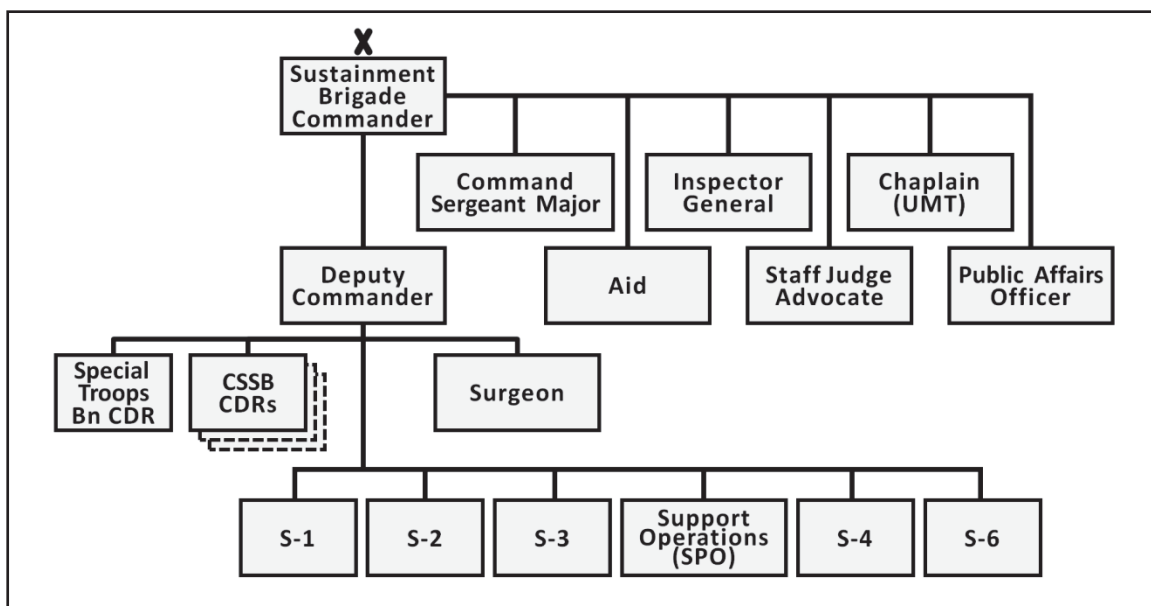 X
Sustainment
Brigade
Commander
Command
Sergeant Major
Inspector
General
Chaplain
(UMT)
Deputy
Commander
Aid
Staff Judge
Advocate
Public Affairs
Officer
Special
Troops
Bn CDR
CSSB
CDRs
Surgeon
S-1
S-2
S-3
Support
Operations
(SPO)
S-4
S-6